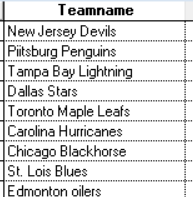 Teamname
New Jersey Devils
Piitsburg Penguins
Tampa Bay Lightning
Dallas Stars
Toronto Maple Leafs
Carolina Hurricanes
Chicago Blackhorse
St. Lois Blues
Edmonton oilers